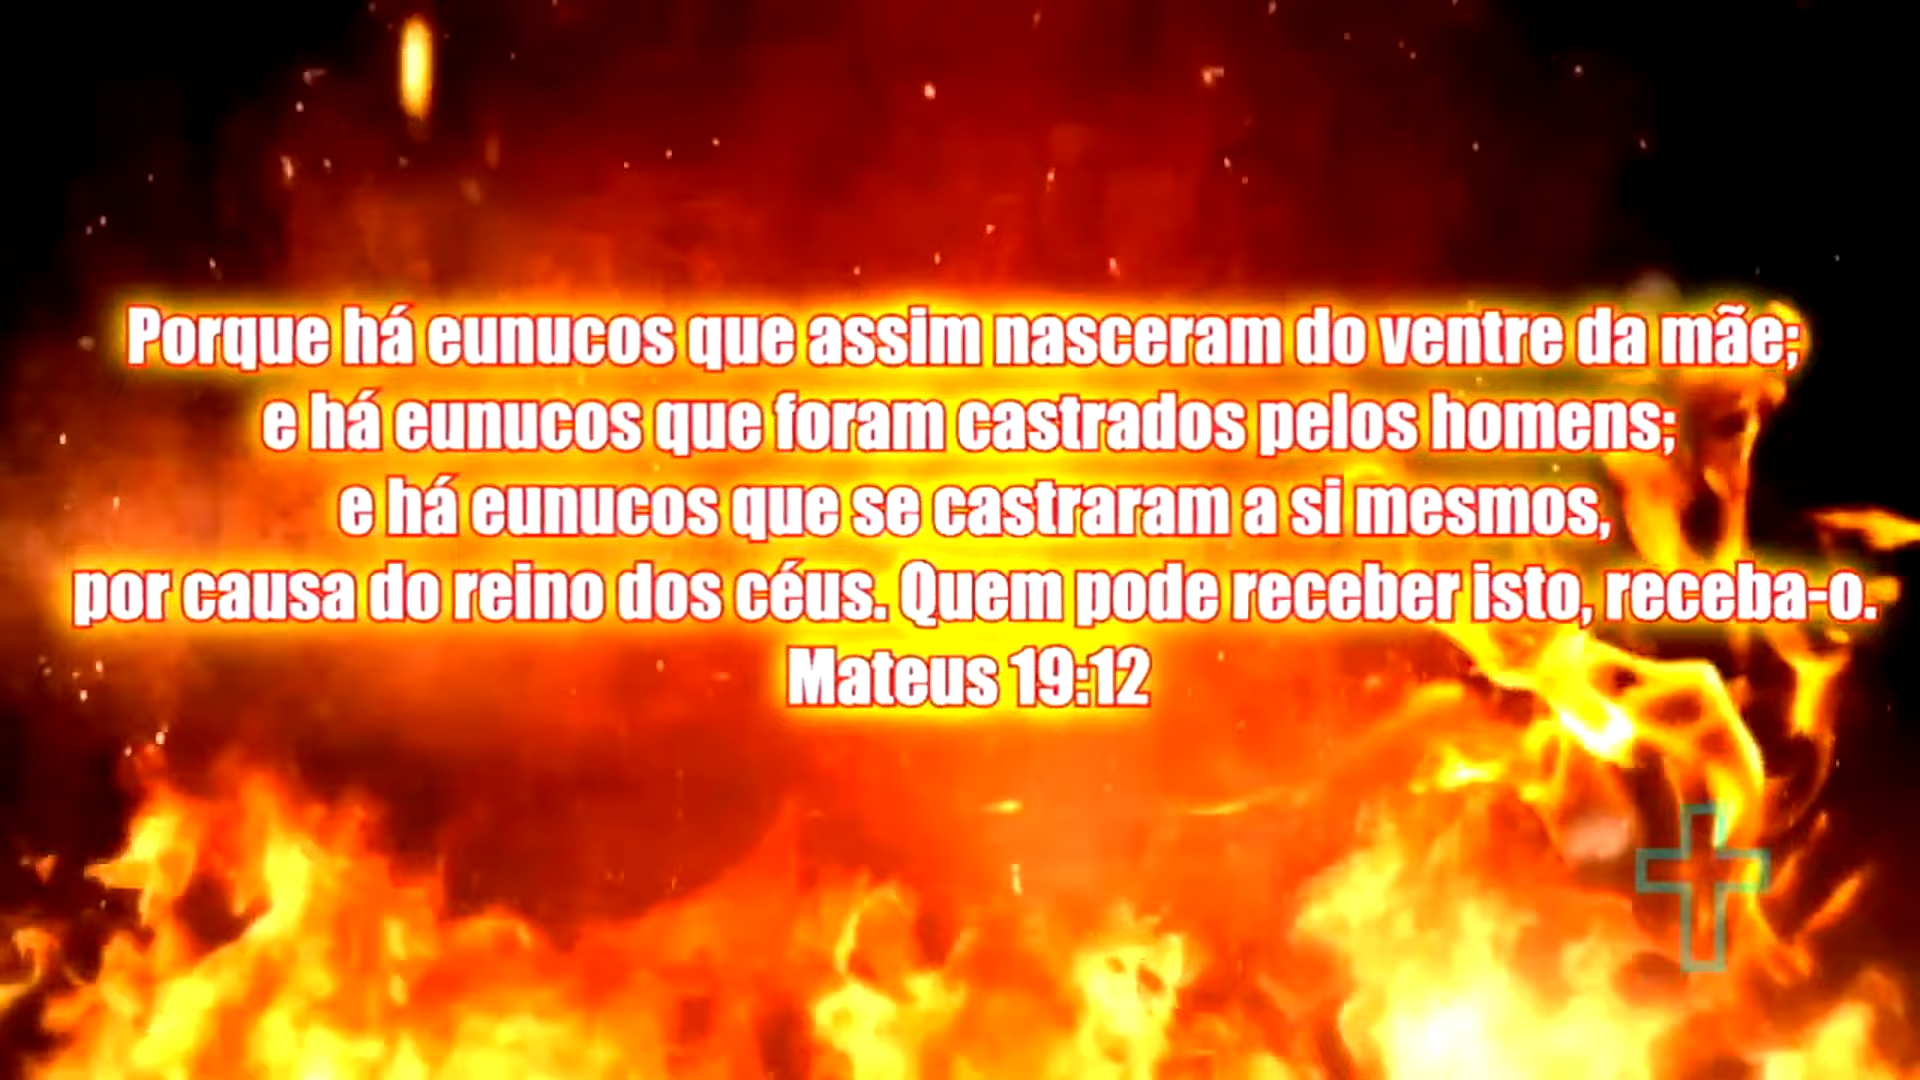 Porque há eunucos que assim nasceram do ventre da mãe;
e há eunucos que foram castrados pelos homens;
e há eunucos que se castraram a si mesmos,
por causa do reino dos céus. Quem pode receber isto, receba-o.
Mateus 19:12